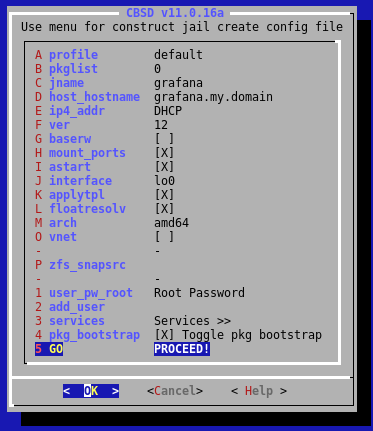 CBSD v11.0.16a
Use menu for construct jail create config file
A profile default
B pkglist 0
C jname grafana
D host_hostname grafana.my.domain
E ip4_addr DHCP
F ver 12
G baserw [ ]
H mount_ports [X]
I astart [X]
J interface lo0
K applytpl [X]
L floatresolv [X]
M arch amd64
O vnet [ ]
- -
P zfs_snapsrc
- -
1 user_pw_root Root Password
2 add_user
3 services Services >>
4 pkg_bootstrap [X] Toggle pkg bootstrap
5 GO PROCEED!
< OK > <Cancel> < Help >